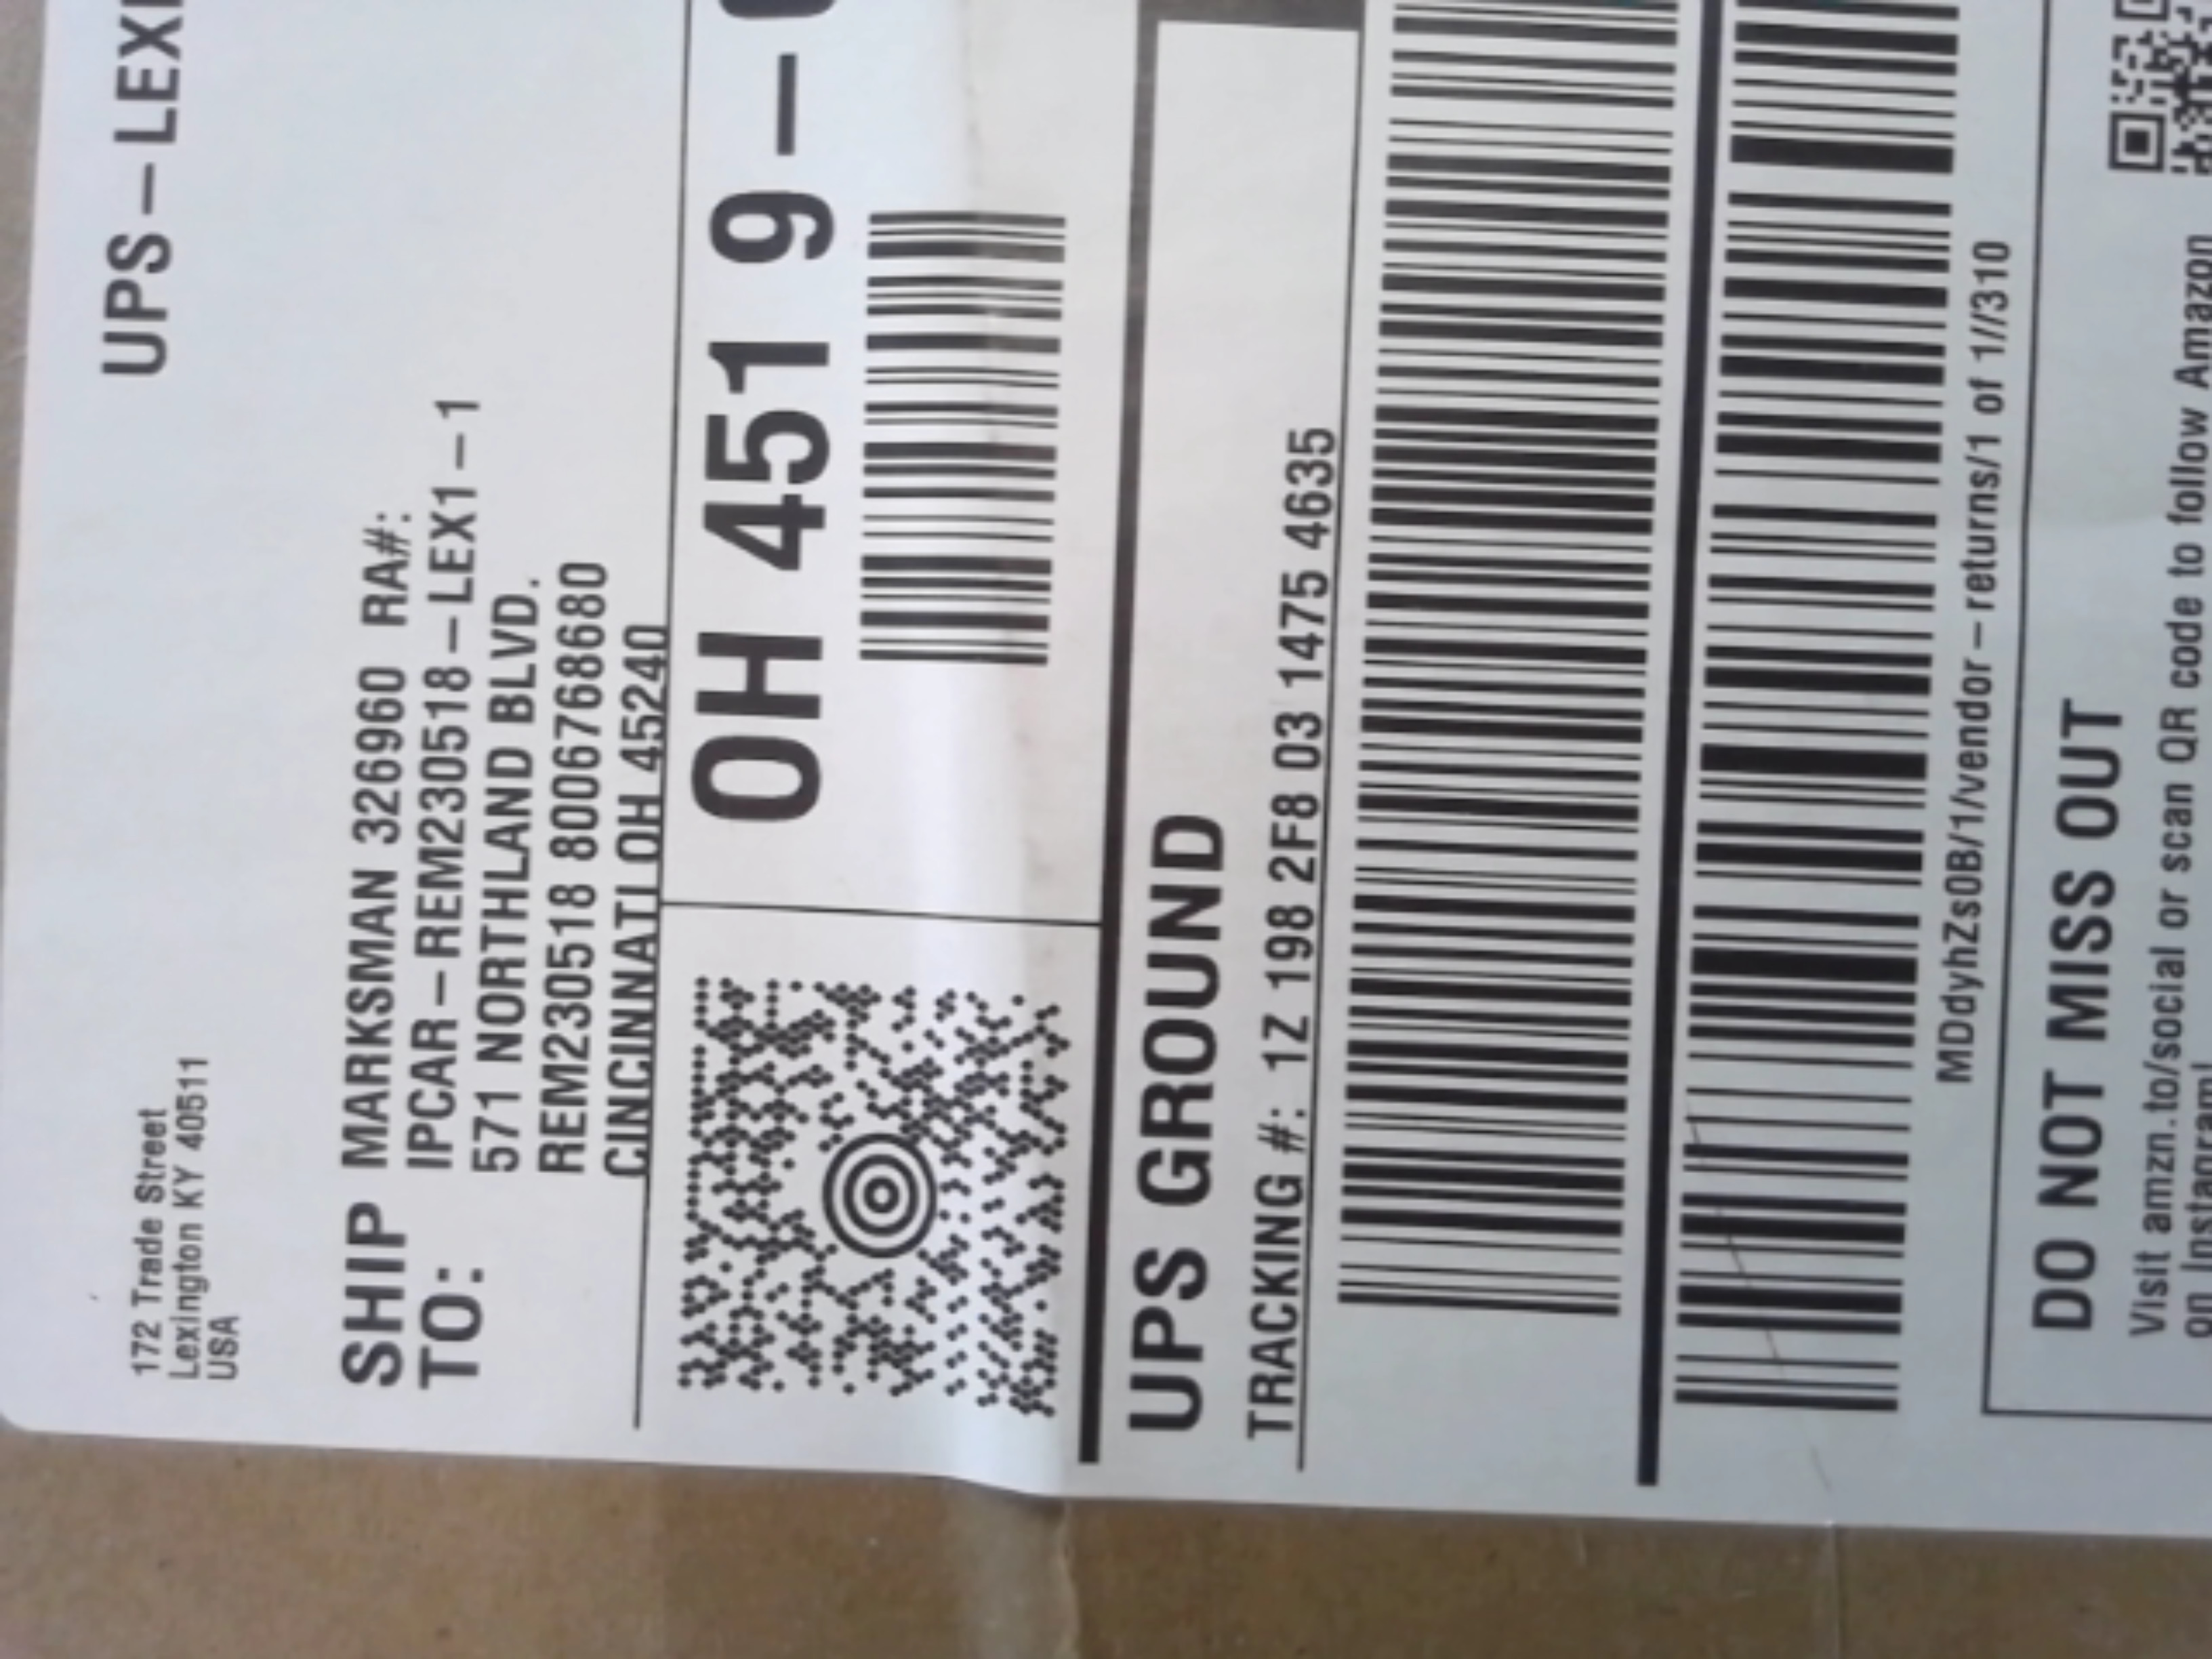 172 Trade Street
Lexington KY 40511
USA
UPS-LEX
SHIP TO:
MARKSMAN 326960 RA#:
IPCAR-REM230518-LEX1-1
571 NORTHLAND BLVD.
REM230518 8006768680
CINCINNATI OH 45240
OH 451 9-
UPS GROUND
TRACKING #: 1Z 198 2F8 03 1475 4635
MDdyhZs0B/1/vendor-returns/1 of 1//310
DO NOT MISS OUT
Visit amzn.to/social or scan QR code to follow Amazon
on Instagram!